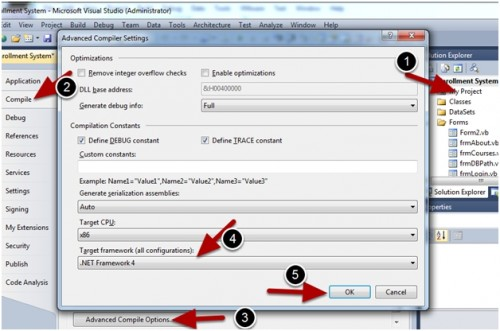 rollment System - Microsoft Visual Studio (Administrator)
View Project Build Debug Team Data Tools Architecture Test Analyze Window Help
Enrollment System*
Application
Compile
Debug
References
Resources
Services
Settings
Signing
My Extensions
Security
Publish
Code Analysis
Advanced Compiler Settings
Optimizations
Remove integer overflow checks
Enable optimizations
DLL base address:
&H00400000
Generate debug info:
Full
Compilation Constants
Define DEBUG constant
Define TRACE constant
Custom constants:
Example: Name1="Value1",Name2="Value2",Name3="Value3"
Generate serialization assemblies:
Auto
Target CPU:
x86
Target framework (all configurations):
.NET Framework 4
OK
Cancel
Advanced Compile Options...
Solution Explorer
nrollment System
My Project
Classes
DataSets
Forms
Form2.vb
frmAbout.vb
frmCourses.vb
frmDBPath.vb
frmLogin.vb
Solution Explorer
Properties
1
2
3
4
5